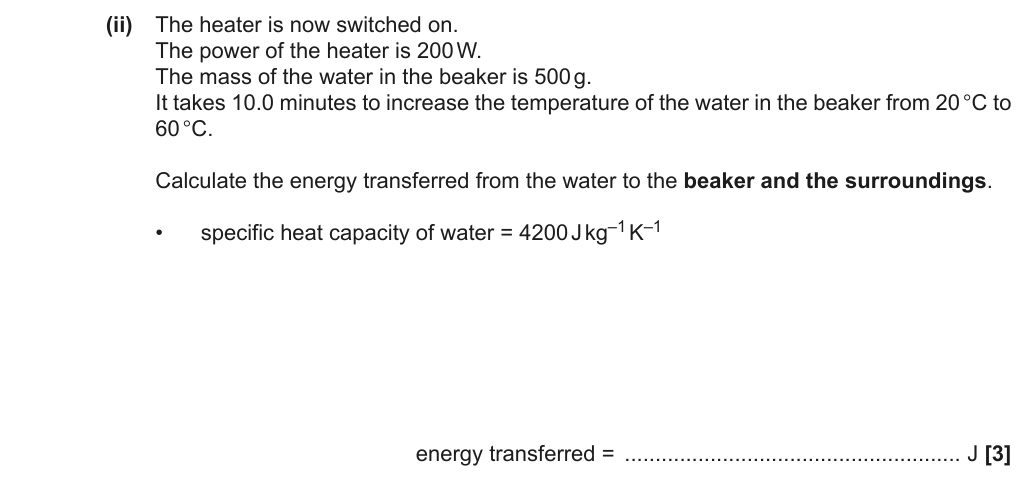 (ii) The heater is now switched on.
The power of the heater is 200 W.
The mass of the water in the beaker is 500 g.
It takes 10.0 minutes to increase the temperature of the water in the beaker from 20 °C to
60 °C.
Calculate the energy transferred from the water to the beaker and the surroundings.
• specific heat capacity of water = 4200 J kg⁻¹ K⁻¹
energy transferred = ...................................................... J [3]